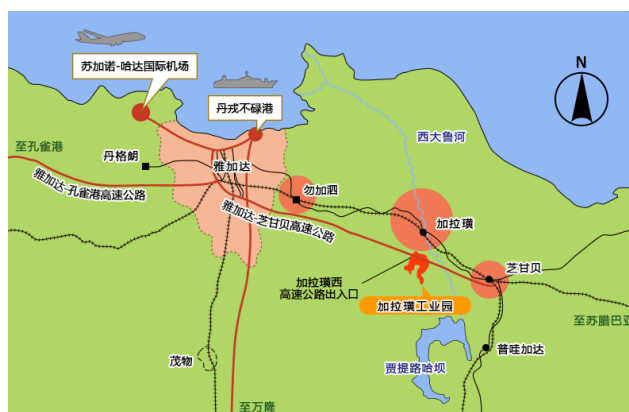 苏加诺-哈达国际机场
N
丹戎不碌港
西大鲁河
至孔雀港
丹格朗
雅加达
雅加达-孔雀港高速公路
勿加泗
雅加达-芝甘贝高速公路
加拉璜
芝甘贝
加拉璜西
高速公路出入口
加拉璜工业园
至苏腊巴亚
普哇加达
贾提路哈坝
茂物
至万隆